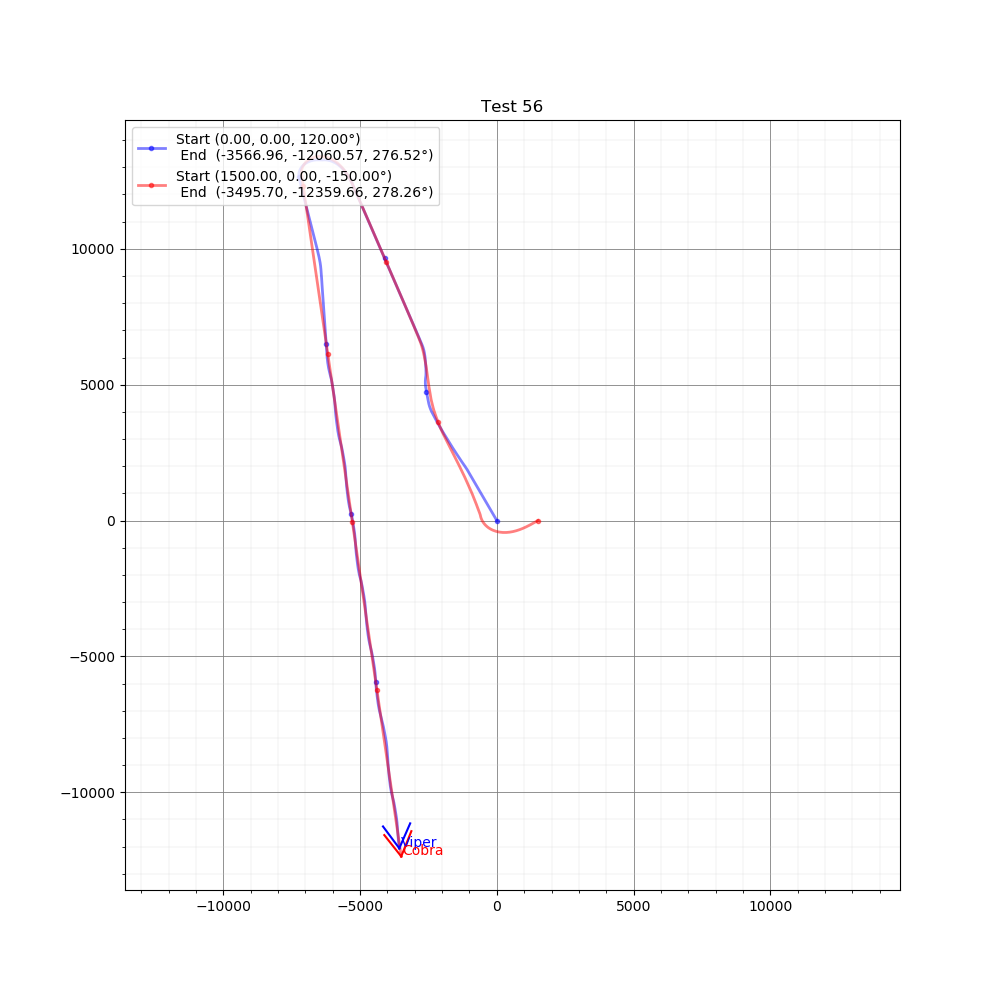 Test 56
Start (0.00, 0.00, 120.00°)
End (-3566.96, -12060.57, 276.52°)
Start (1500.00, 0.00, -150.00°)
End (-3495.70, -12359.66, 278.26°)
10000
5000
0
−5000
−10000
Viper
Cobra
−10000
−5000
0
5000
10000